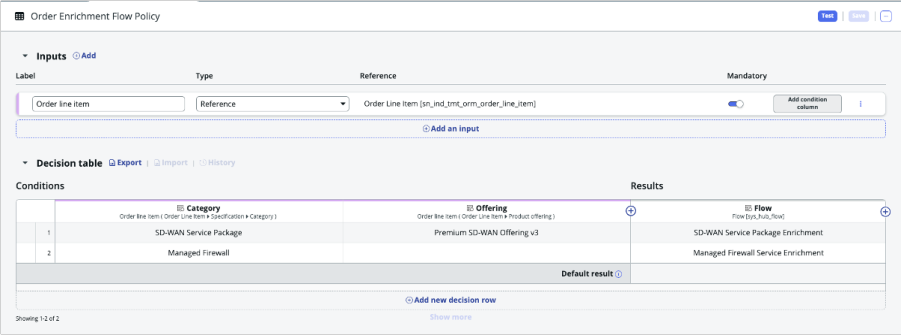 Order Enrichment Flow Policy
Test
Save
Inputs Add
Label Type Reference Mandatory
Order line item Reference Order Line Item [sn_ind_tmt_orm_order_line_item] Add condition column
Add an input
Decision table Export | Import | History
Conditions Results
Category Offering Flow
Order line item ( Order Line Item ▸ Specification ▸ Category ) Order line item ( Order Line Item ▸ Product offering ) Flow [sys_hub_flow]
1 SD-WAN Service Package Premium SD-WAN Offering v3 SD-WAN Service Package Enrichment
2 Managed Firewall Managed Firewall Service Enrichment
Default result
Add new decision row
Showing 1-2 of 2
Show more